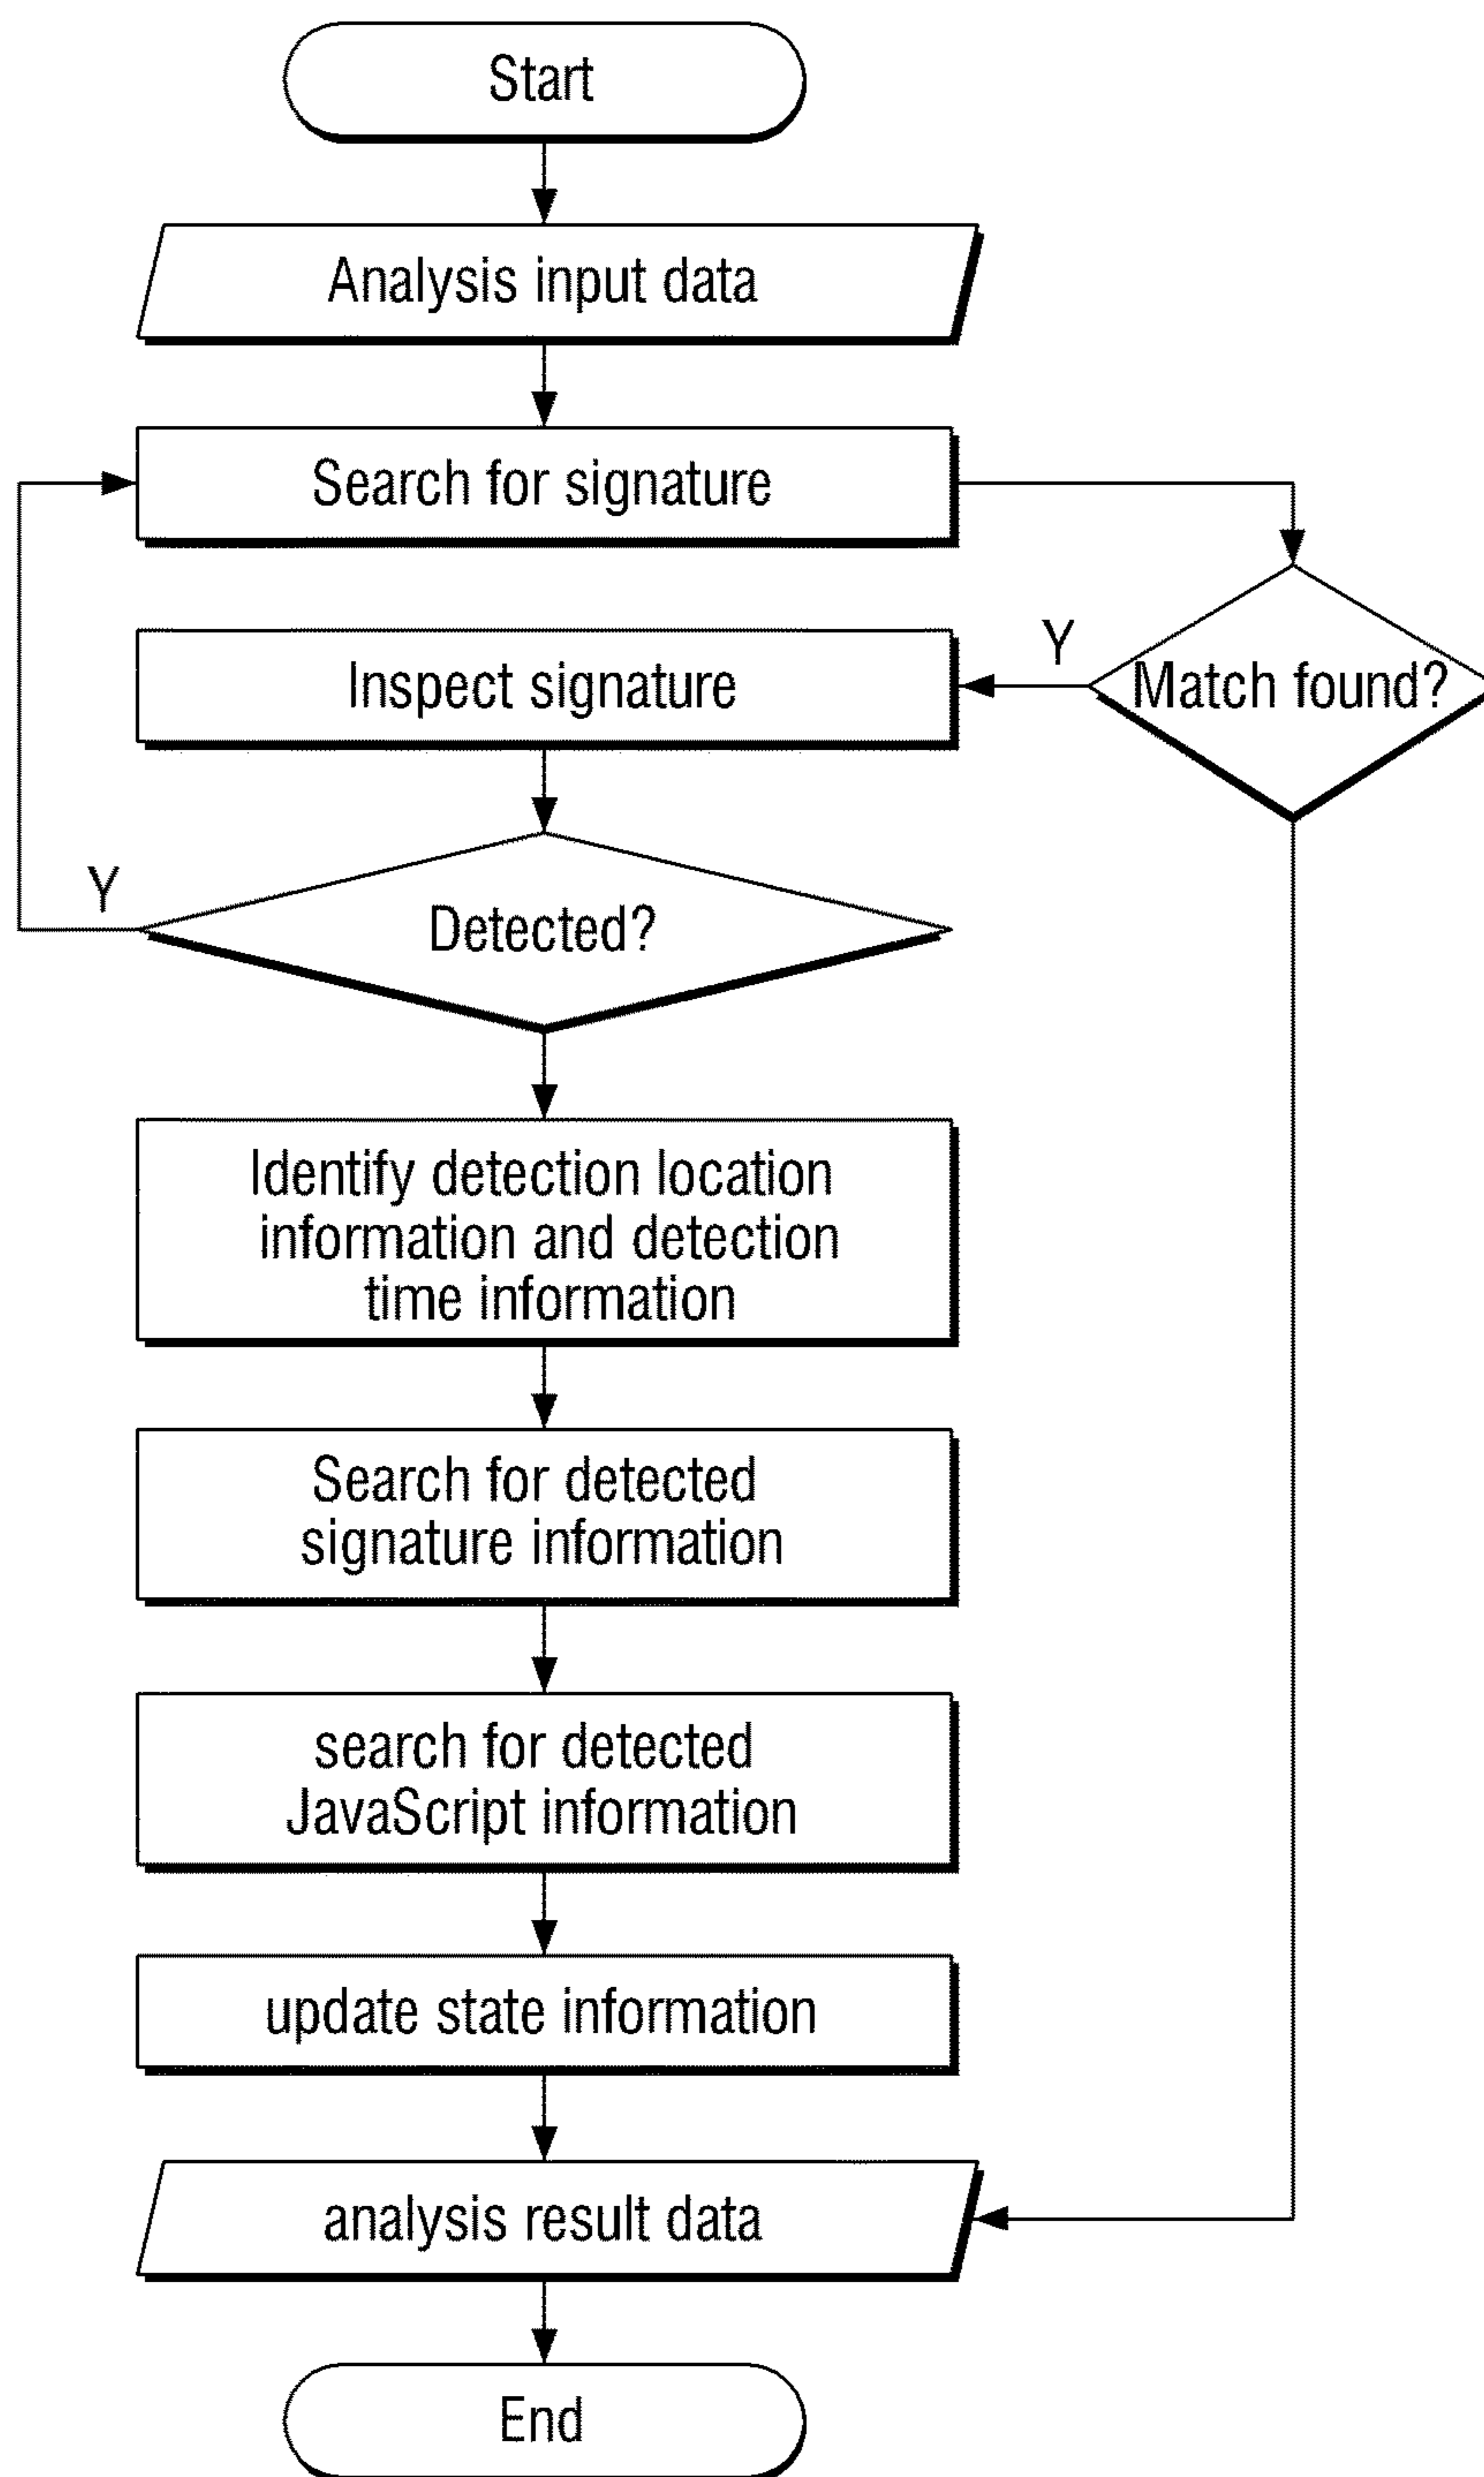 Start
Analysis input data
Search for signature
Inspect signature
Y
Match found?
Y
Detected?
Identify detection location
information and detection
time information
Search for detected
signature information
search for detected
JavaScript information
update state information
analysis result data
End